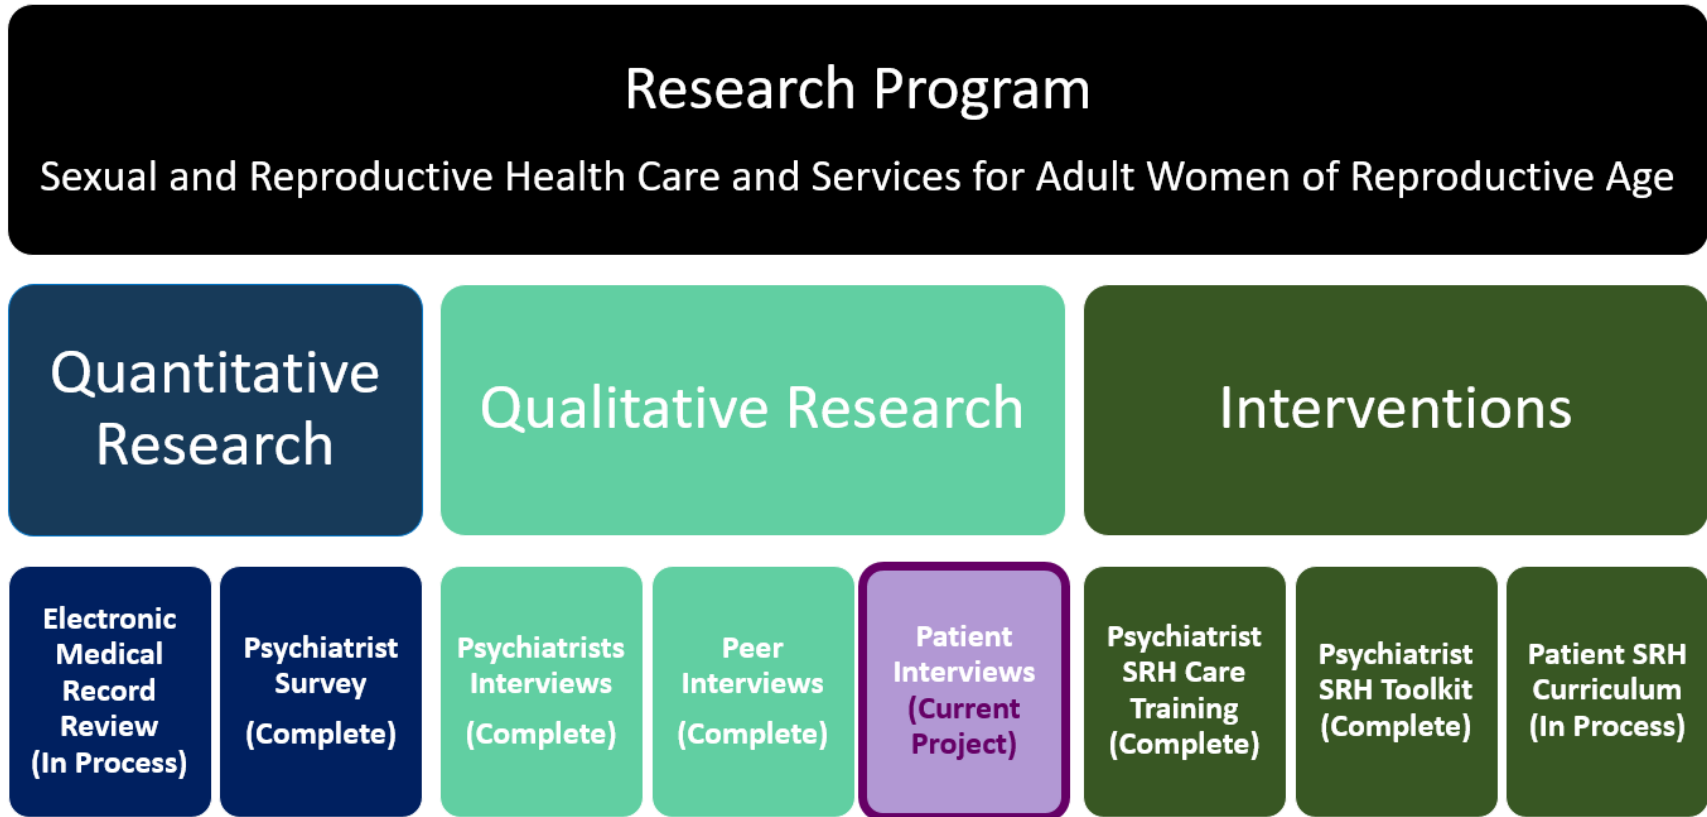 Research Program
Sexual and Reproductive Health Care and Services for Adult Women of Reproductive Age
Quantitative
Research
Qualitative Research
Interventions
Electronic
Medical
Record
Review
(In Process)
Psychiatrist
Survey
(Complete)
Psychiatrists
Interviews
(Complete)
Peer
Interviews
(Complete)
Patient
Interviews
(Current
Project)
Psychiatrist
SRH Care
Training
(Complete)
Psychiatrist
SRH Toolkit
(Complete)
Patient SRH
Curriculum
(In Process)